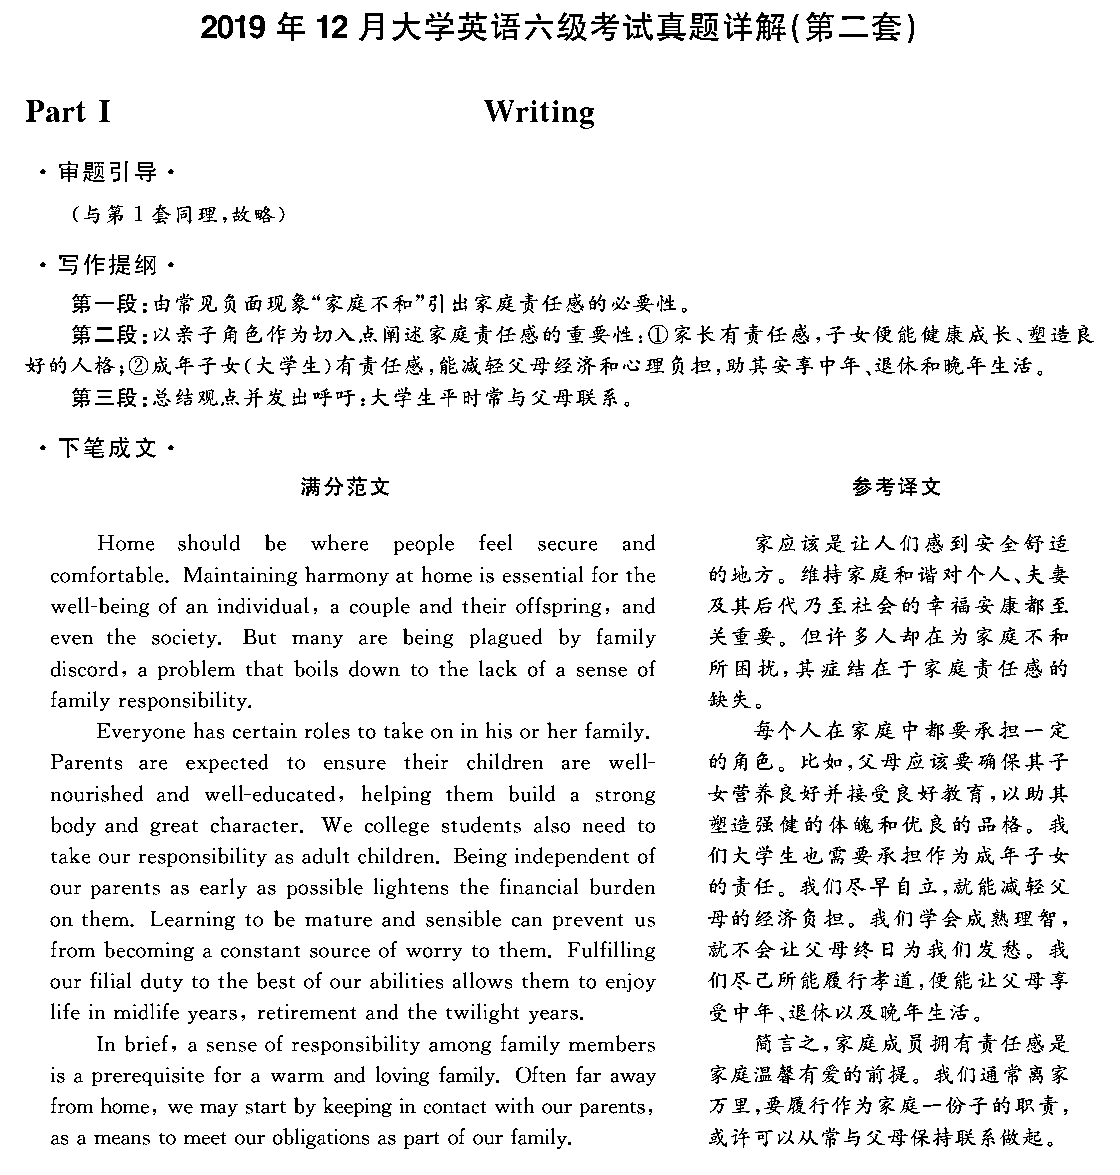 2019 年 12 月大学英语六级考试真题详解(第二套)
Part I Writing
·审题引导·
(与第 1 套同理,故略)
·写作提纲·
第一段:由常见负面现象“家庭不和”引出家庭责任感的必要性。
第二段:以亲子角色作为切入点阐述家庭责任感的重要性:①家长有责任感,子女便能健康成长、塑造良
好的人格;②成年子女(大学生)有责任感,能减轻父母经济和心理负担,助其安享中年、退休和晚年生活。
第三段:总结观点并发出呼吁:大学生平时常与父母联系。
·下笔成文·
满分范文
Home should be where people feel secure and
comfortable. Maintaining harmony at home is essential for the
well-being of an individual, a couple and their offspring, and
even the society. But many are being plagued by family
discord, a problem that boils down to the lack of a sense of
family responsibility.
Everyone has certain roles to take on in his or her family.
Parents are expected to ensure their children are well-
nourished and well-educated, helping them build a strong
body and great character. We college students also need to
take our responsibility as adult children. Being independent of
our parents as early as possible lightens the financial burden
on them. Learning to be mature and sensible can prevent us
from becoming a constant source of worry to them. Fulfilling
our filial duty to the best of our abilities allows them to enjoy
life in midlife years, retirement and the twilight years.
In brief, a sense of responsibility among family members
is a prerequisite for a warm and loving family. Often far away
from home, we may start by keeping in contact with our parents,
as a means to meet our obligations as part of our family.
参考译文
家应该是让人们感到安全舒适
的地方。维持家庭和谐对个人、夫妻
及其后代乃至社会的幸福安康都至
关重要。但许多人却在为家庭不和
所困扰,其症结在于家庭责任感的
缺失。
每个人在家庭中都要承担一定
的角色。比如,父母应该要确保其子
女营养良好并接受良好教育,以助其
塑造强健的体魄和优良的品格。我
们大学生也需要承担作为成年子女
的责任。我们尽早自立,就能减轻父
母的经济负担。我们学会成熟理智,
就不会让父母终日为我们发愁。我
们尽己所能履行孝道,便能让父母享
受中年、退休以及晚年生活。
简言之,家庭成员拥有责任感是
家庭温馨有爱的前提。我们通常离家
万里,要履行作为家庭一份子的职责,
或许可以从常与父母保持联系做起。